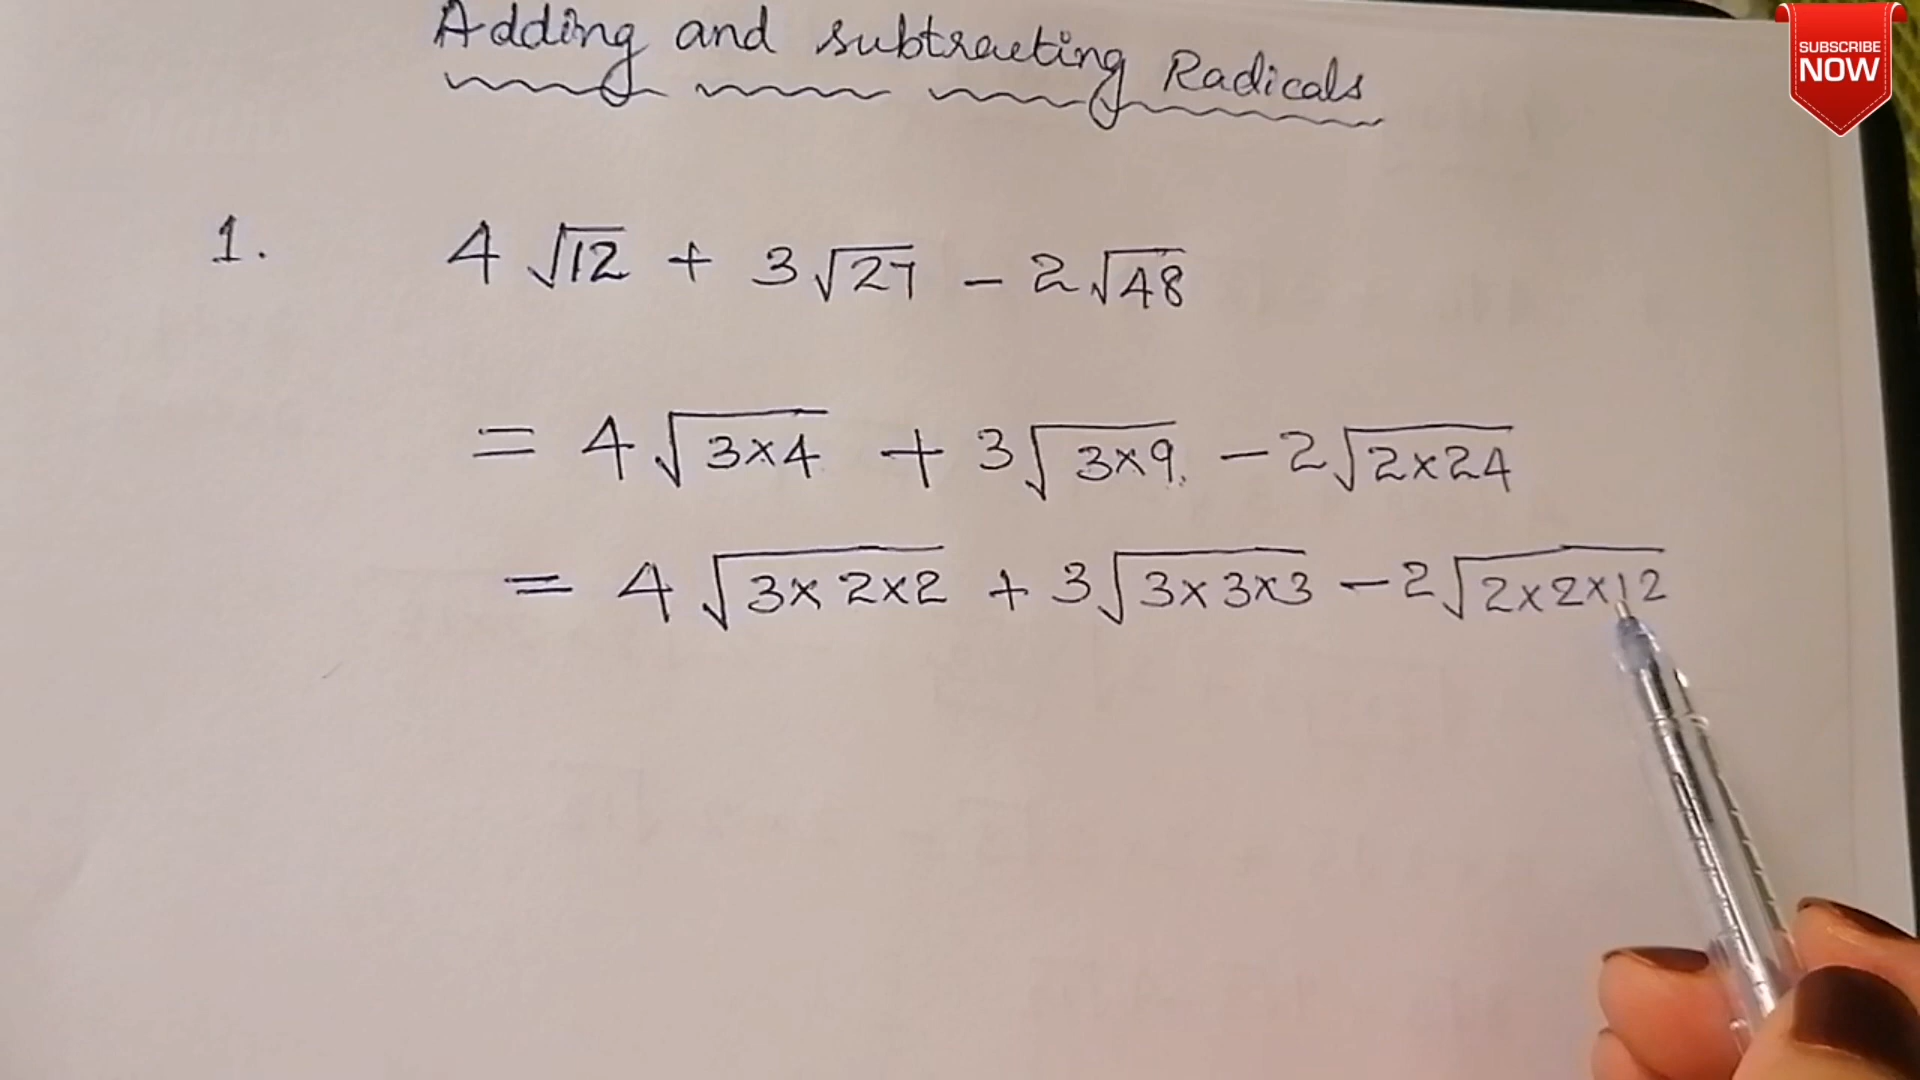 Adding and subtracting Radicals
SUBSCRIBE
NOW
1. 4√12 + 3√27 - 2√48
= 4√3×4 + 3√3×9 - 2√2×24
= 4√3×2×2 + 3√3×3×3 - 2√2×2×12